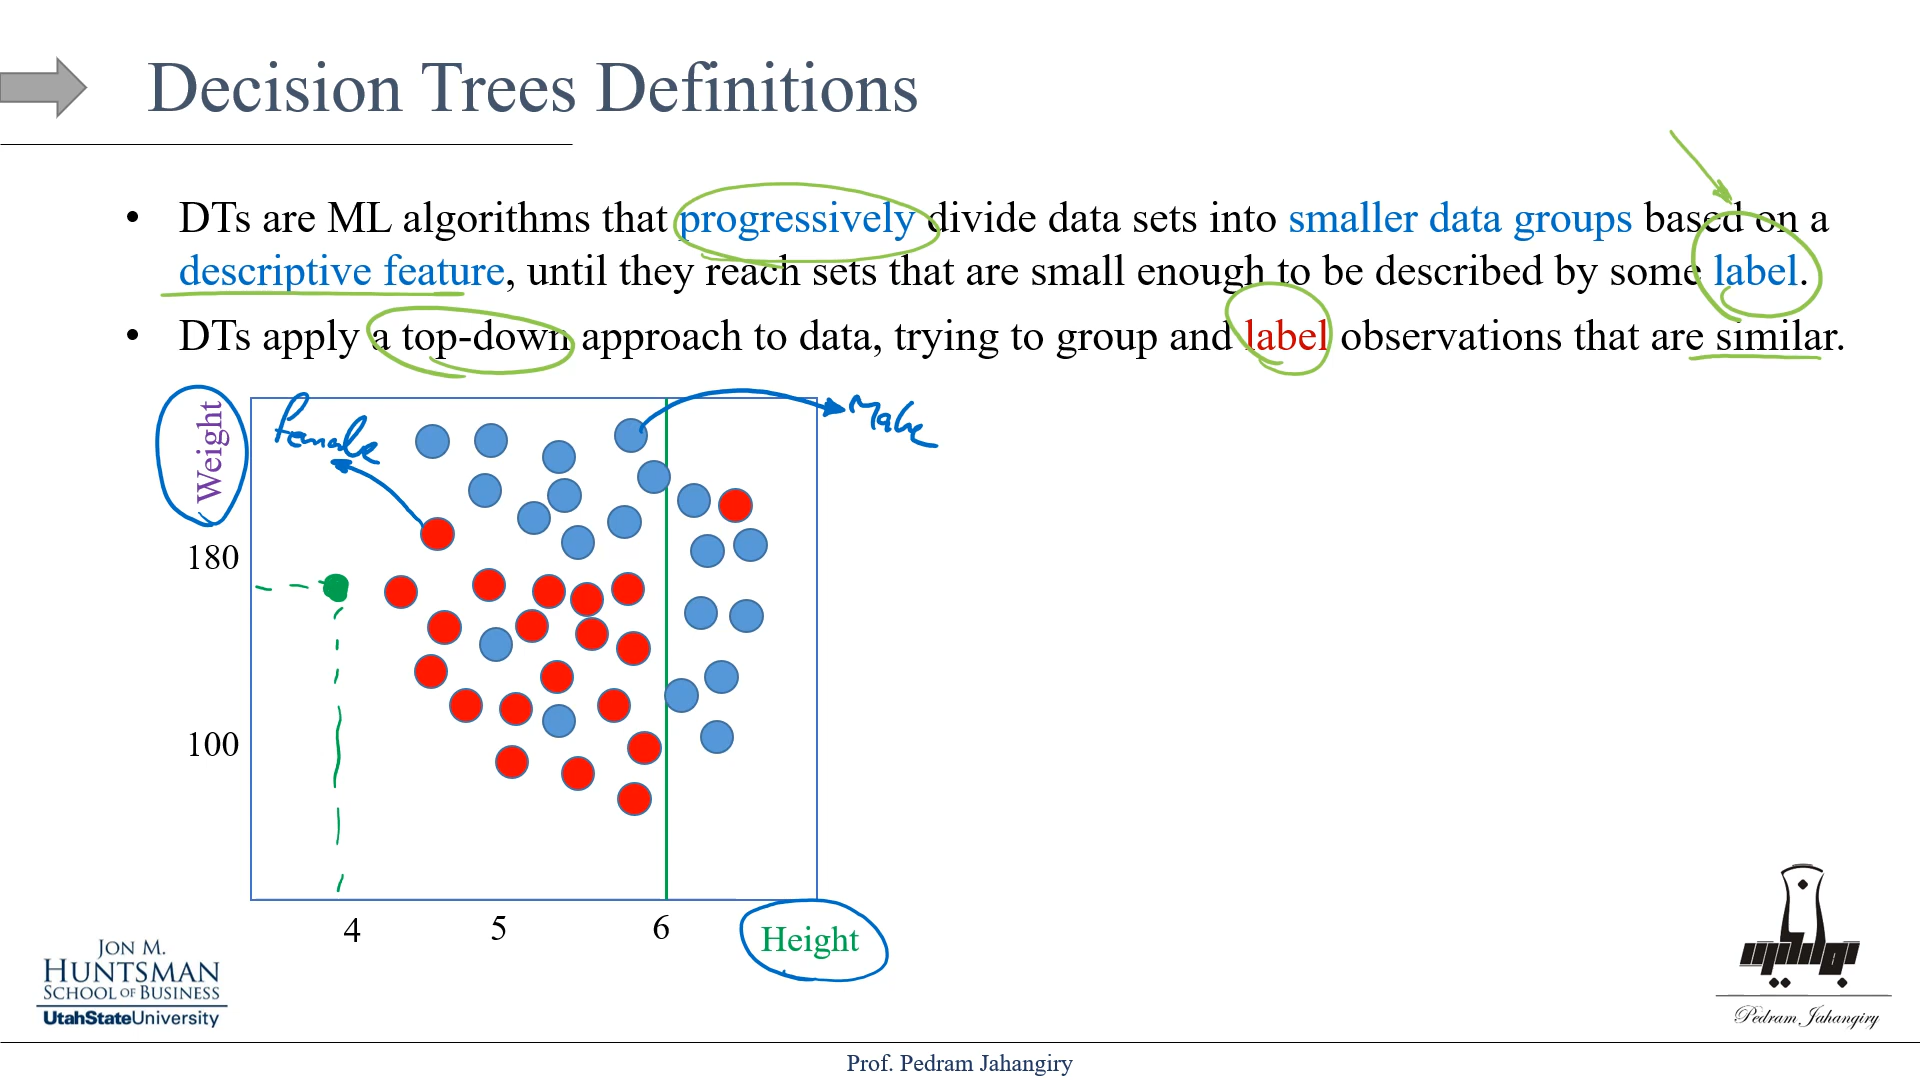 Decision Trees Definitions
• DTs are ML algorithms that progressively divide data sets into smaller data groups based on a
descriptive feature, until they reach sets that are small enough to be described by some label.
• DTs apply a top-down approach to data, trying to group and label observations that are similar.
Weight
Female
Male
180
100
4 5 6
Height
JON M.
HUNTSMAN
SCHOOL OF BUSINESS
UtahStateUniversity
Pedram Jahangiry
Prof. Pedram Jahangiry